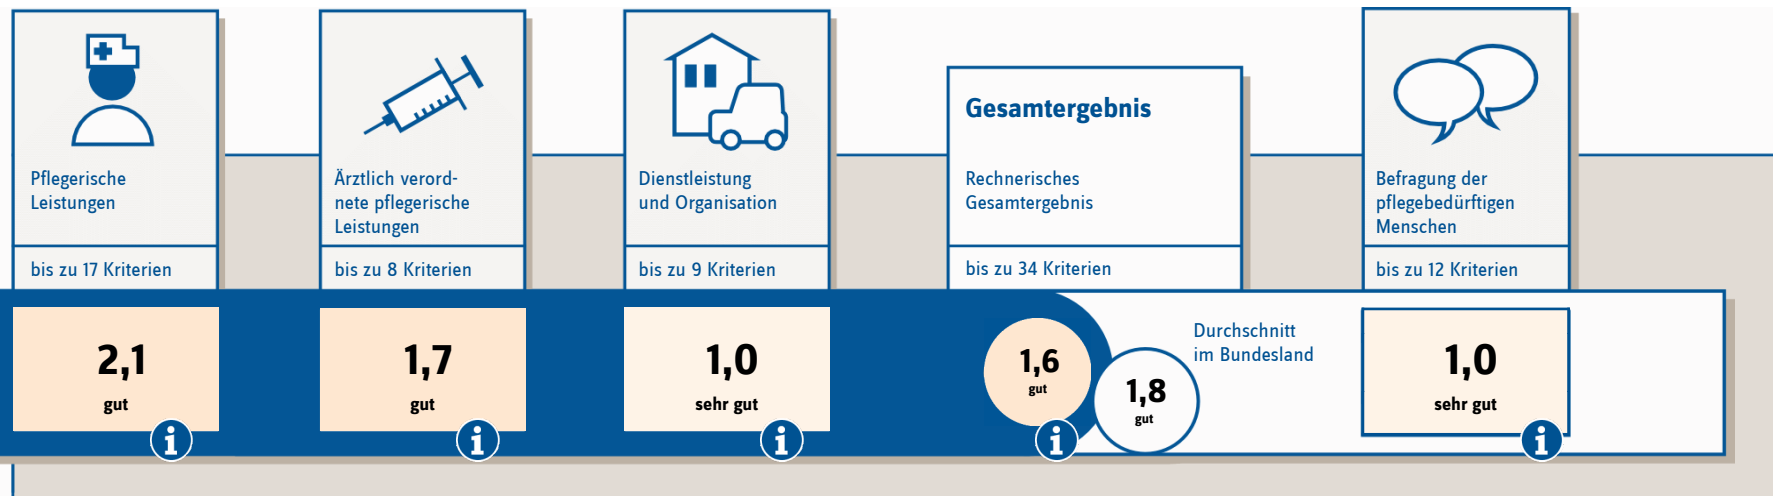 Pflegerische
Leistungen
bis zu 17 Kriterien
2,1
gut
i
Ärztlich verord-
nete pflegerische
Leistungen
bis zu 8 Kriterien
1,7
gut
i
Dienstleistung
und Organisation
bis zu 9 Kriterien
1,0
sehr gut
i
Gesamtergebnis
Rechnerisches
Gesamtergebnis
bis zu 34 Kriterien
1,6
gut
i
1,8
gut
Durchschnitt
im Bundesland
Befragung der
pflegebedürftigen
Menschen
bis zu 12 Kriterien
1,0
sehr gut
i